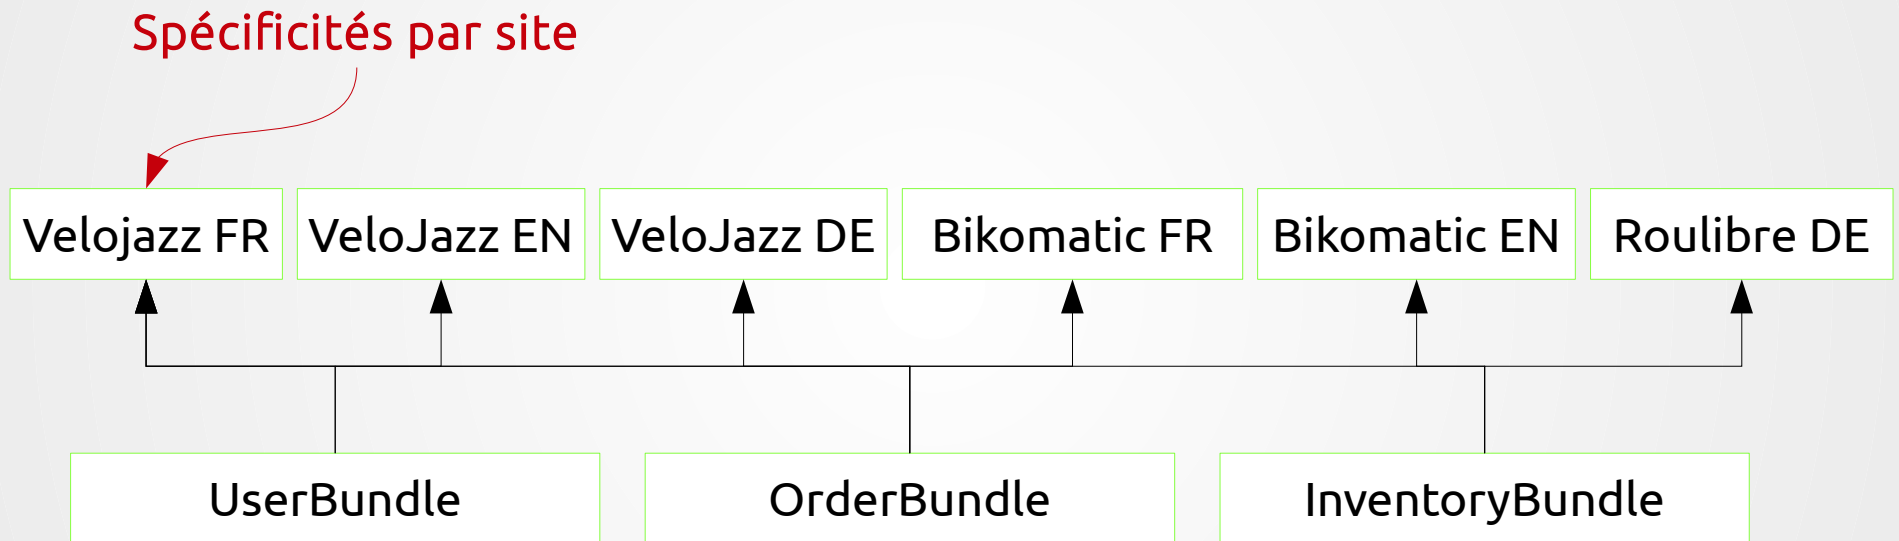 Spécificités par site
Velojazz FR
VeloJazz EN
VeloJazz DE
Bikomatic FR
Bikomatic EN
Roulibre DE
UserBundle
OrderBundle
InventoryBundle